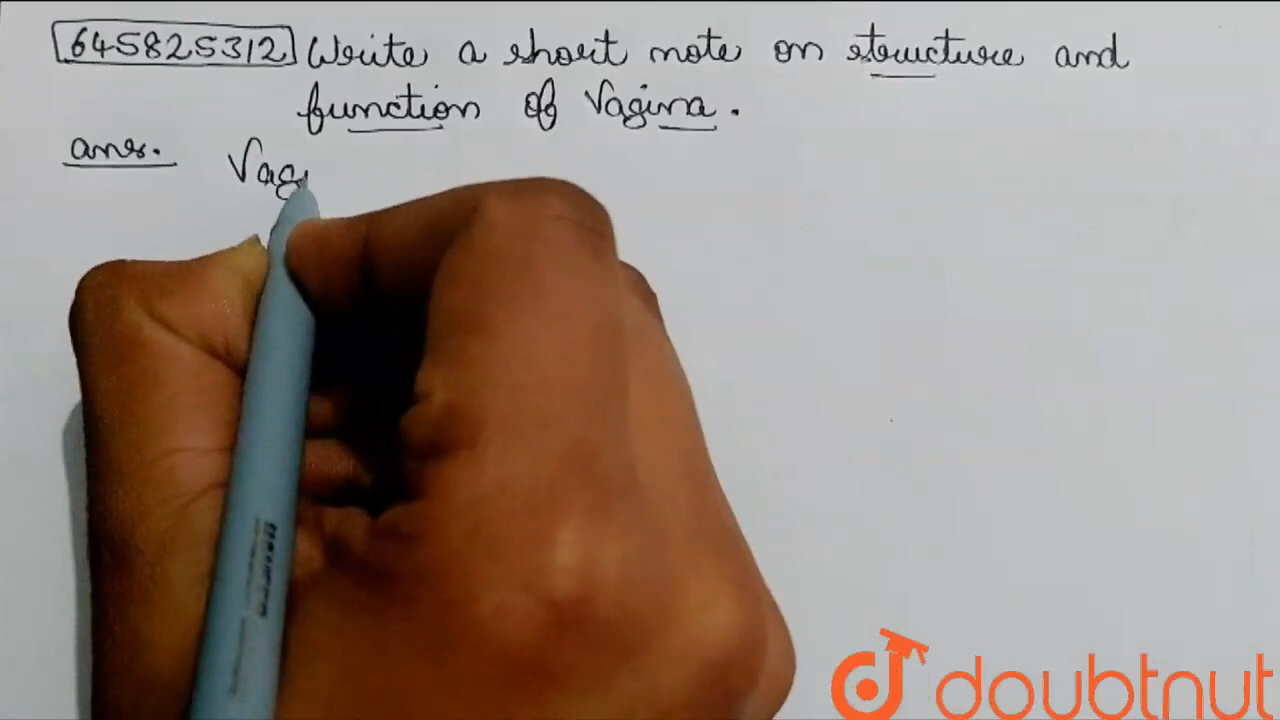 645825312 Write a short note on structure and
function of Vagina.
ans. Vag
doubtnut